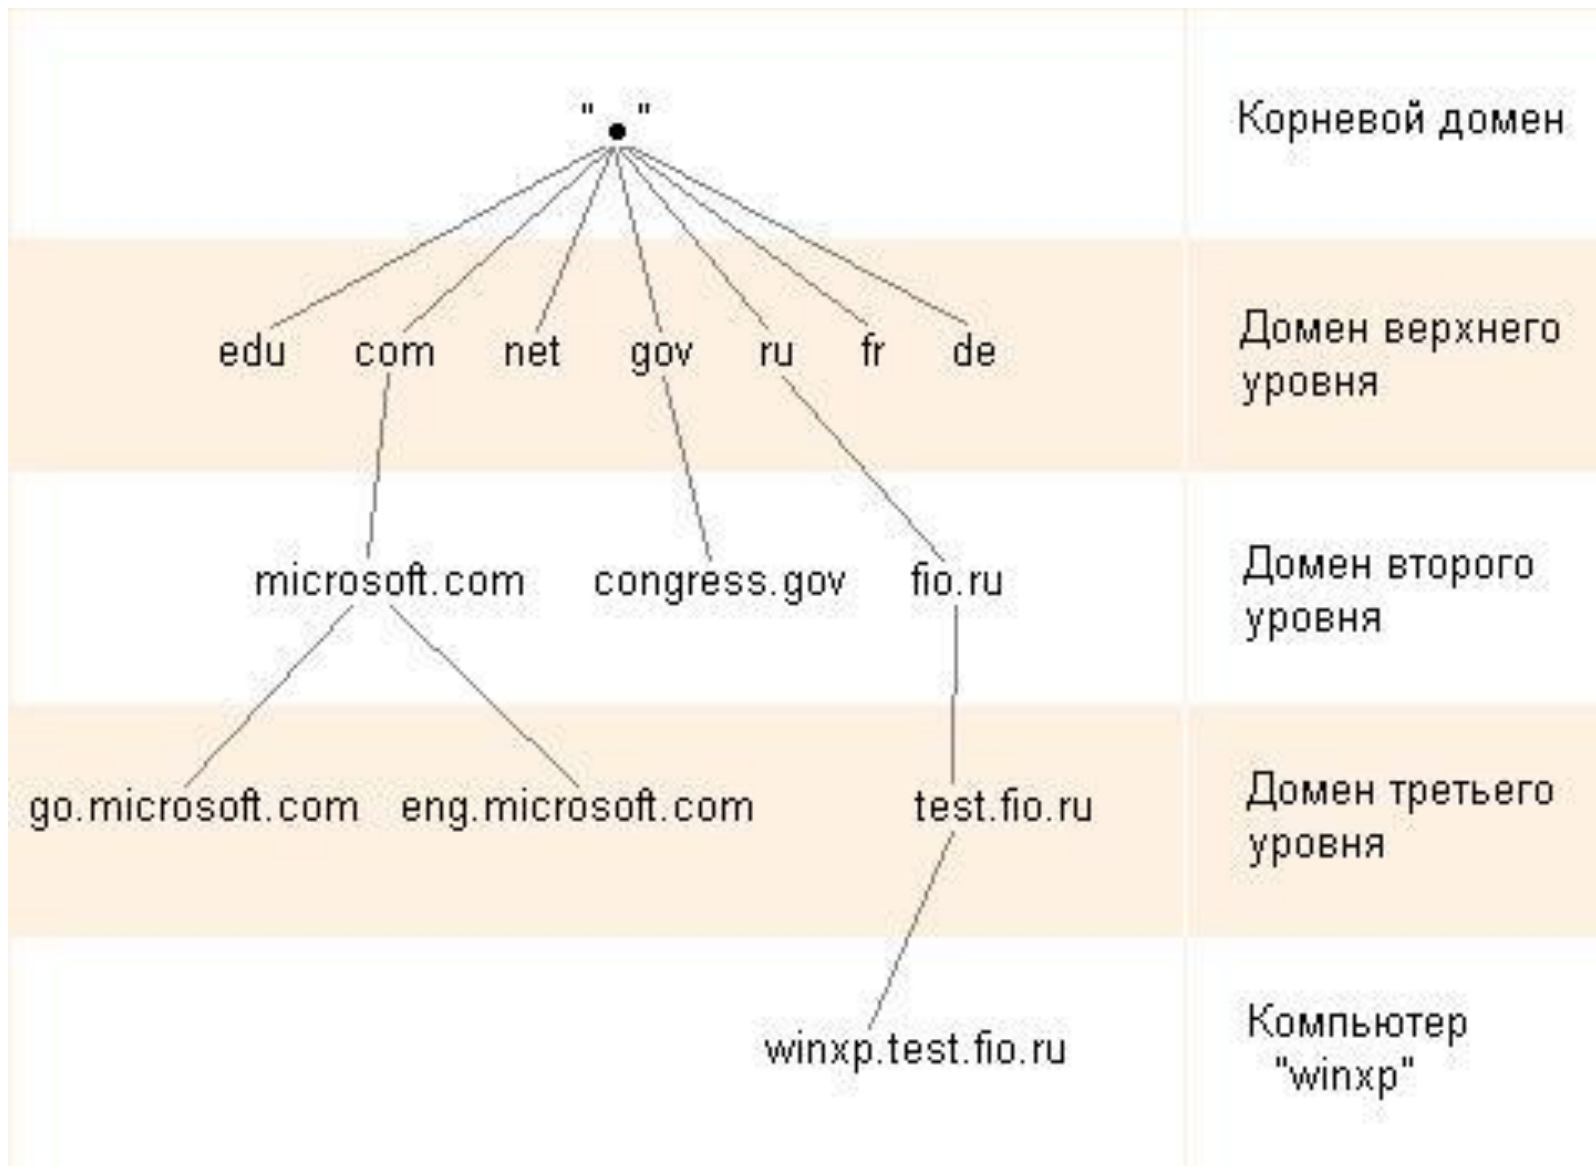 " . "
Корневой домен
edu com net gov ru fr de
Домен верхнего
уровня
microsoft.com congress.gov fio.ru
Домен второго
уровня
go.microsoft.com eng.microsoft.com test.fio.ru
Домен третьего
уровня
winxp.test.fio.ru
Компьютер
"winxp"